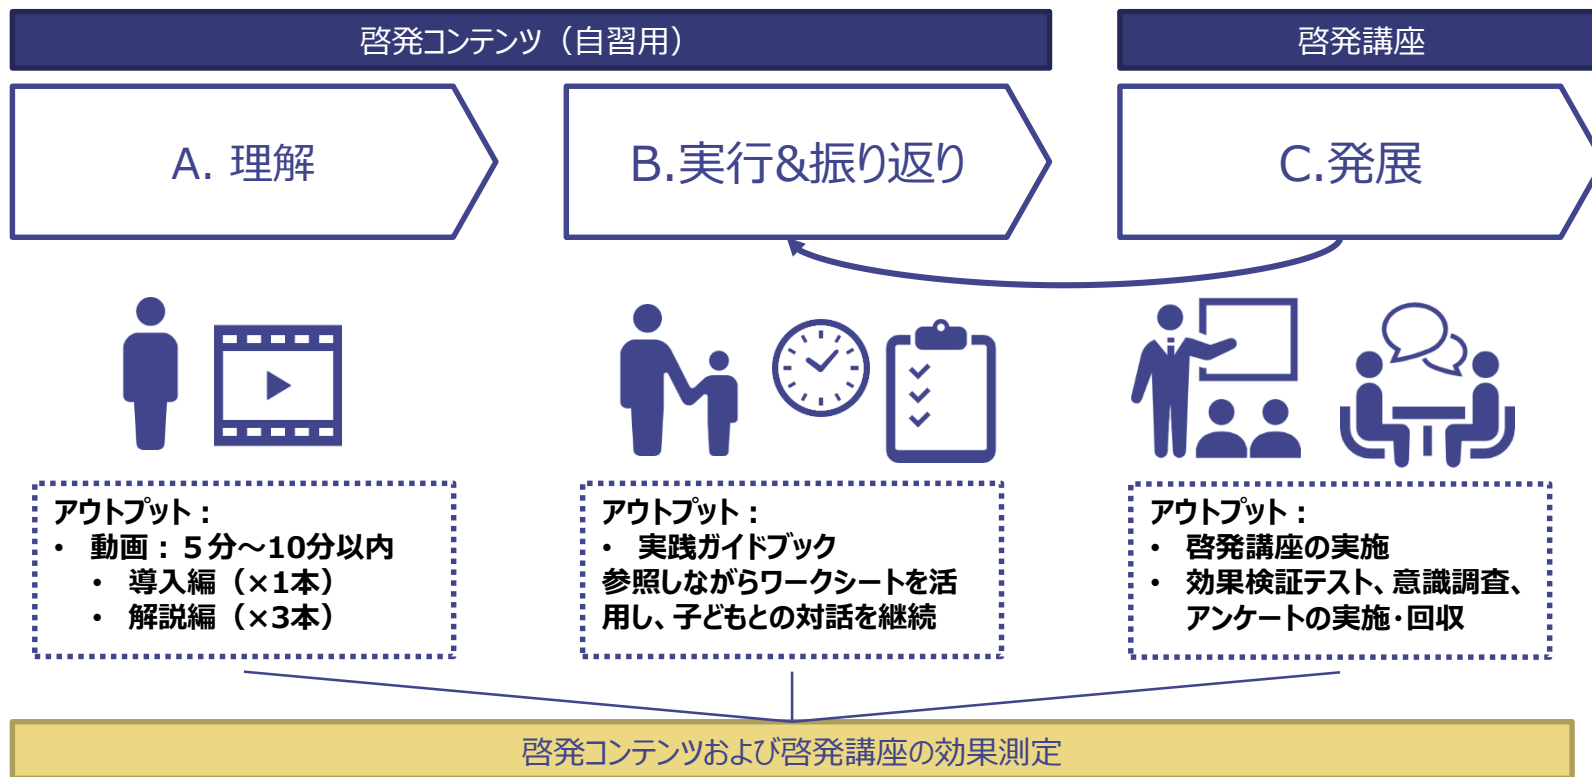 啓発コンテンツ（自習用）
啓発講座
A. 理解
B.実行&振り返り
C.発展
アウトプット：
• 動画：５分～10分以内
• 導入編（×1本）
• 解説編（×3本）
アウトプット：
• 実践ガイドブック
参照しながらワークシートを活
用し、子どもとの対話を継続
アウトプット：
• 啓発講座の実施
• 効果検証テスト、意識調査、
アンケートの実施・回収
啓発コンテンツおよび啓発講座の効果測定